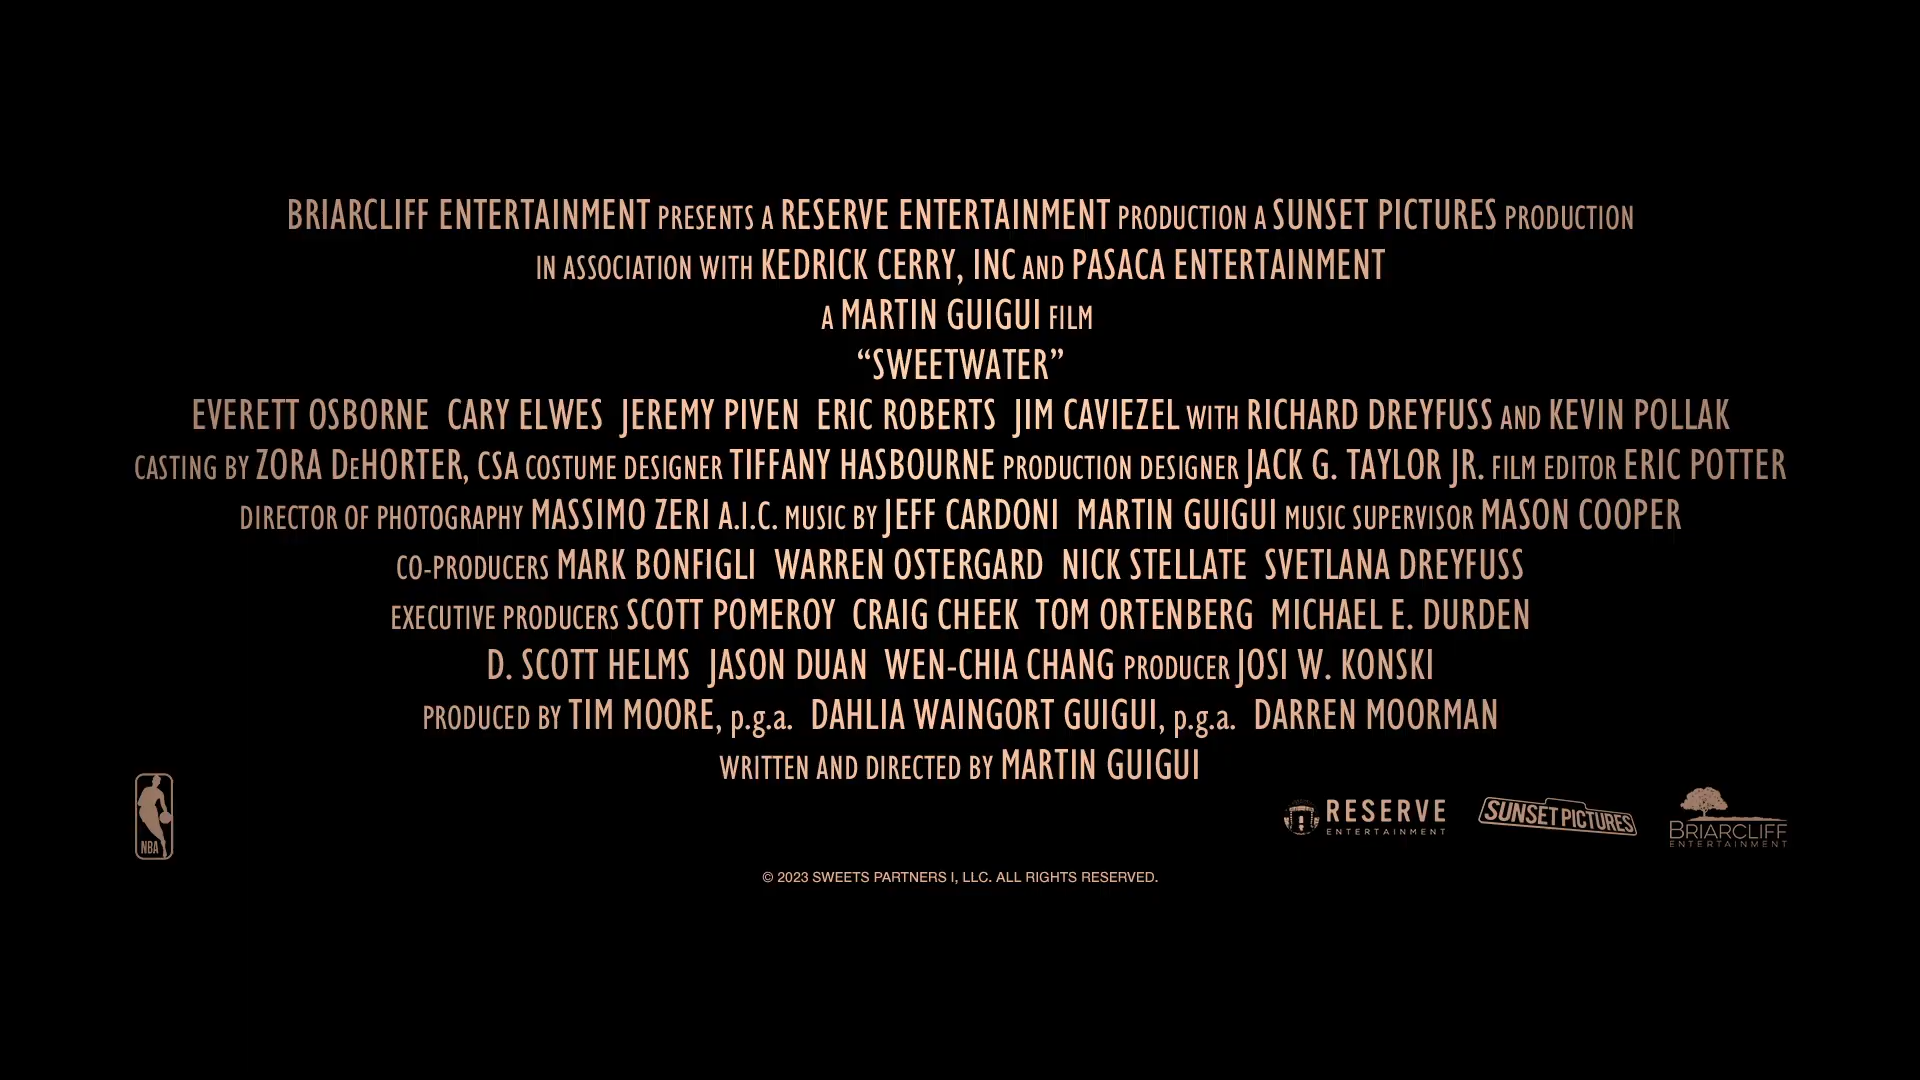 BRIARCLIFF ENTERTAINMENT PRESENTS A RESERVE ENTERTAINMENT PRODUCTION A SUNSET PICTURES PRODUCTION
IN ASSOCIATION WITH KEDRICK CERRY, INC AND PASACA ENTERTAINMENT
A MARTIN GUIGUI FILM
“SWEETWATER”
EVERETT OSBORNE CARY ELWES JEREMY PIVEN ERIC ROBERTS JIM CAVIEZEL WITH RICHARD DREYFUSS AND KEVIN POLLAK
CASTING BY ZORA DeHORTER, CSA COSTUME DESIGNER TIFFANY HASBOURNE PRODUCTION DESIGNER JACK G. TAYLOR JR. FILM EDITOR ERIC POTTER
DIRECTOR OF PHOTOGRAPHY MASSIMO ZERI A.I.C. MUSIC BY JEFF CARDONI MARTIN GUIGUI MUSIC SUPERVISOR MASON COOPER
CO-PRODUCERS MARK BONFIGLI WARREN OSTERGARD NICK STELLATE SVETLANA DREYFUSS
EXECUTIVE PRODUCERS SCOTT POMEROY CRAIG CHEEK TOM ORTENBERG MICHAEL E. DURDEN
D. SCOTT HELMS JASON DUAN WEN-CHIA CHANG PRODUCER JOSI W. KONSKI
PRODUCED BY TIM MOORE, p.g.a. DAHLIA WAINGORT GUIGUI, p.g.a. DARREN MOORMAN
WRITTEN AND DIRECTED BY MARTIN GUIGUI
NBA
RESERVE
ENTERTAINMENT
SUNSET PICTURES
BRIARCLIFF
ENTERTAINMENT
© 2023 SWEETS PARTNERS I, LLC. ALL RIGHTS RESERVED.